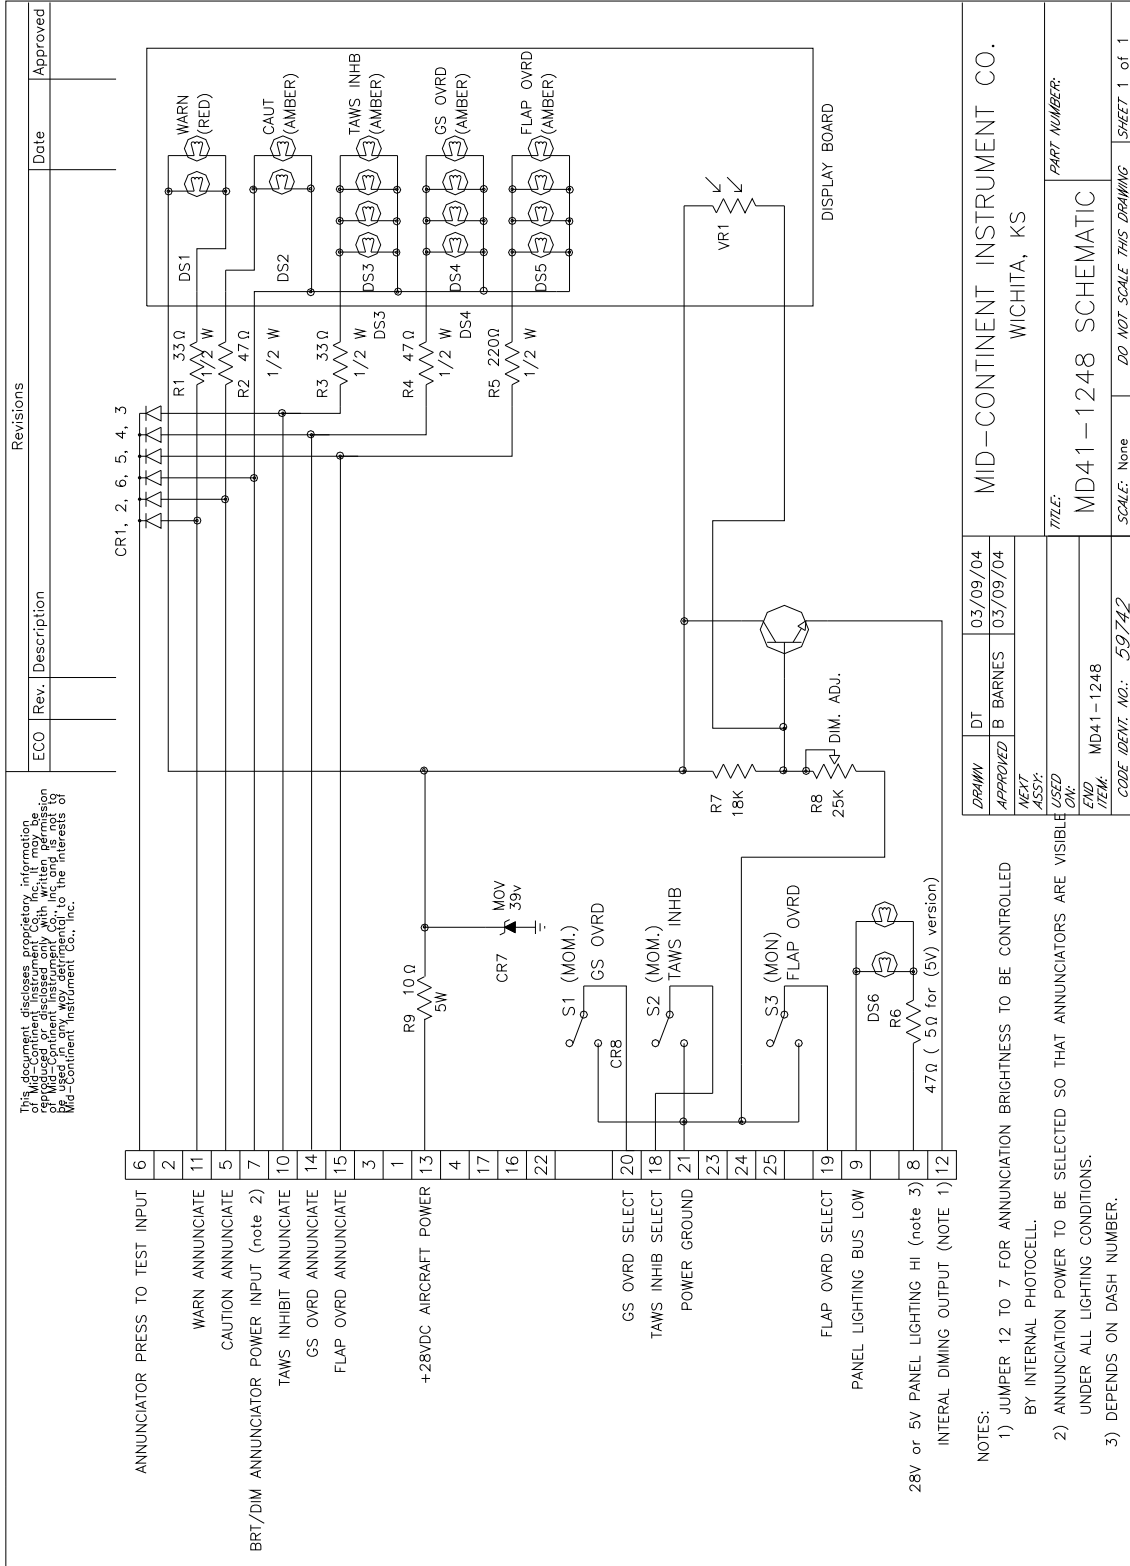 This document discloses proprietary information
of Mid-Continent Instrument Co., Inc. It may be
reproduced or disclosed only with written permission
of Mid-Continent Instrument Co., Inc and is not to
be used in any way detrimental to the interests of
Mid-Continent Instrument Co., Inc.
Revisions
ECO Rev. Description Date Approved
ANNUNCIATOR PRESS TO TEST INPUT 6
2
WARN ANNUNCIATE 11
CAUTION ANNUNCIATE 5
BRT/DIM ANNUNCIATOR POWER INPUT (note 2) 7
TAWS INHIBIT ANNUNCIATE 10
GS OVRD ANNUNCIATE 14
FLAP OVRD ANNUNCIATE 15
3
1
+28VDC AIRCRAFT POWER 13
4
17
16
22
GS OVRD SELECT 20
TAWS INHIB SELECT 18
POWER GROUND 21
23
24
25
FLAP OVRD SELECT 19
PANEL LIGHTING BUS LOW 9
28V or 5V PANEL LIGHTING HI (note 3) 8
INTERAL DIMING OUTPUT (NOTE 1) 12
CR1, 2, 6, 5, 4, 3
R1 33Ω
1/2 W
R2 47Ω
1/2 W
R3 33Ω
1/2 W
DS3
R4 47Ω
1/2 W
DS4
R5 220Ω
1/2 W
DS1
WARN
(RED)
DS2
CAUT
(AMBER)
DS3
TAWS INHB
(AMBER)
DS4
GS OVRD
(AMBER)
DS5
FLAP OVRD
(AMBER)
VR1
DISPLAY BOARD
R9 10Ω
5W
CR7
MOV
39v
S1 (MOM.)
GS OVRD
CR8
S2 (MOM.)
TAWS INHB
S3 (MON)
FLAP OVRD
R7
18K
R8
25K
DIM. ADJ.
DS6
R6
47Ω ( 5Ω for (5V) version)
NOTES:
1) JUMPER 12 TO 7 FOR ANNUNCIATION BRIGHTNESS TO BE CONTROLLED
BY INTERNAL PHOTOCELL.
2) ANNUNCIATION POWER TO BE SELECTED SO THAT ANNUNCIATORS ARE VISIBLE
UNDER ALL LIGHTING CONDITIONS.
3) DEPENDS ON DASH NUMBER.
DRAWN DT 03/09/04
APPROVED B BARNES 03/09/04
NEXT
ASSY:
USED
ON:
END
ITEM: MD41-1248
CODE IDENT. NO.: 59742
MID-CONTINENT INSTRUMENT CO.
WICHITA, KS
TITLE:
MD41-1248 SCHEMATIC
PART NUMBER:
SCALE: None
DO NOT SCALE THIS DRAWING
SHEET 1 of 1